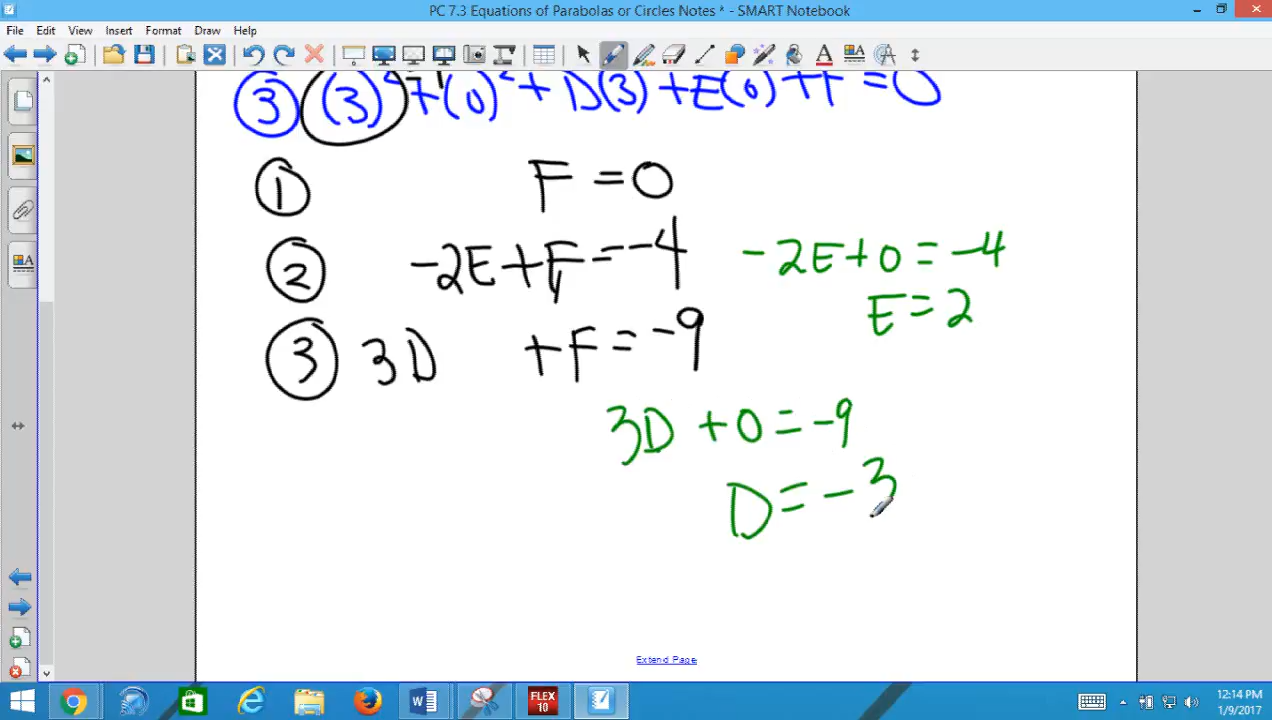 PC 7.3 Equations of Parabolas or Circles Notes * - SMART Notebook
File Edit View Insert Format Draw Help
③ (3)² + (0)² + D(3) + E(0) + F = 0
① F = 0
② -2E + F = -4
-2E + 0 = -4
E = 2
③ 3D + F = -9
3D + 0 = -9
D = -3
Extend Page
FLEX 10
12:14 PM
1/9/2017